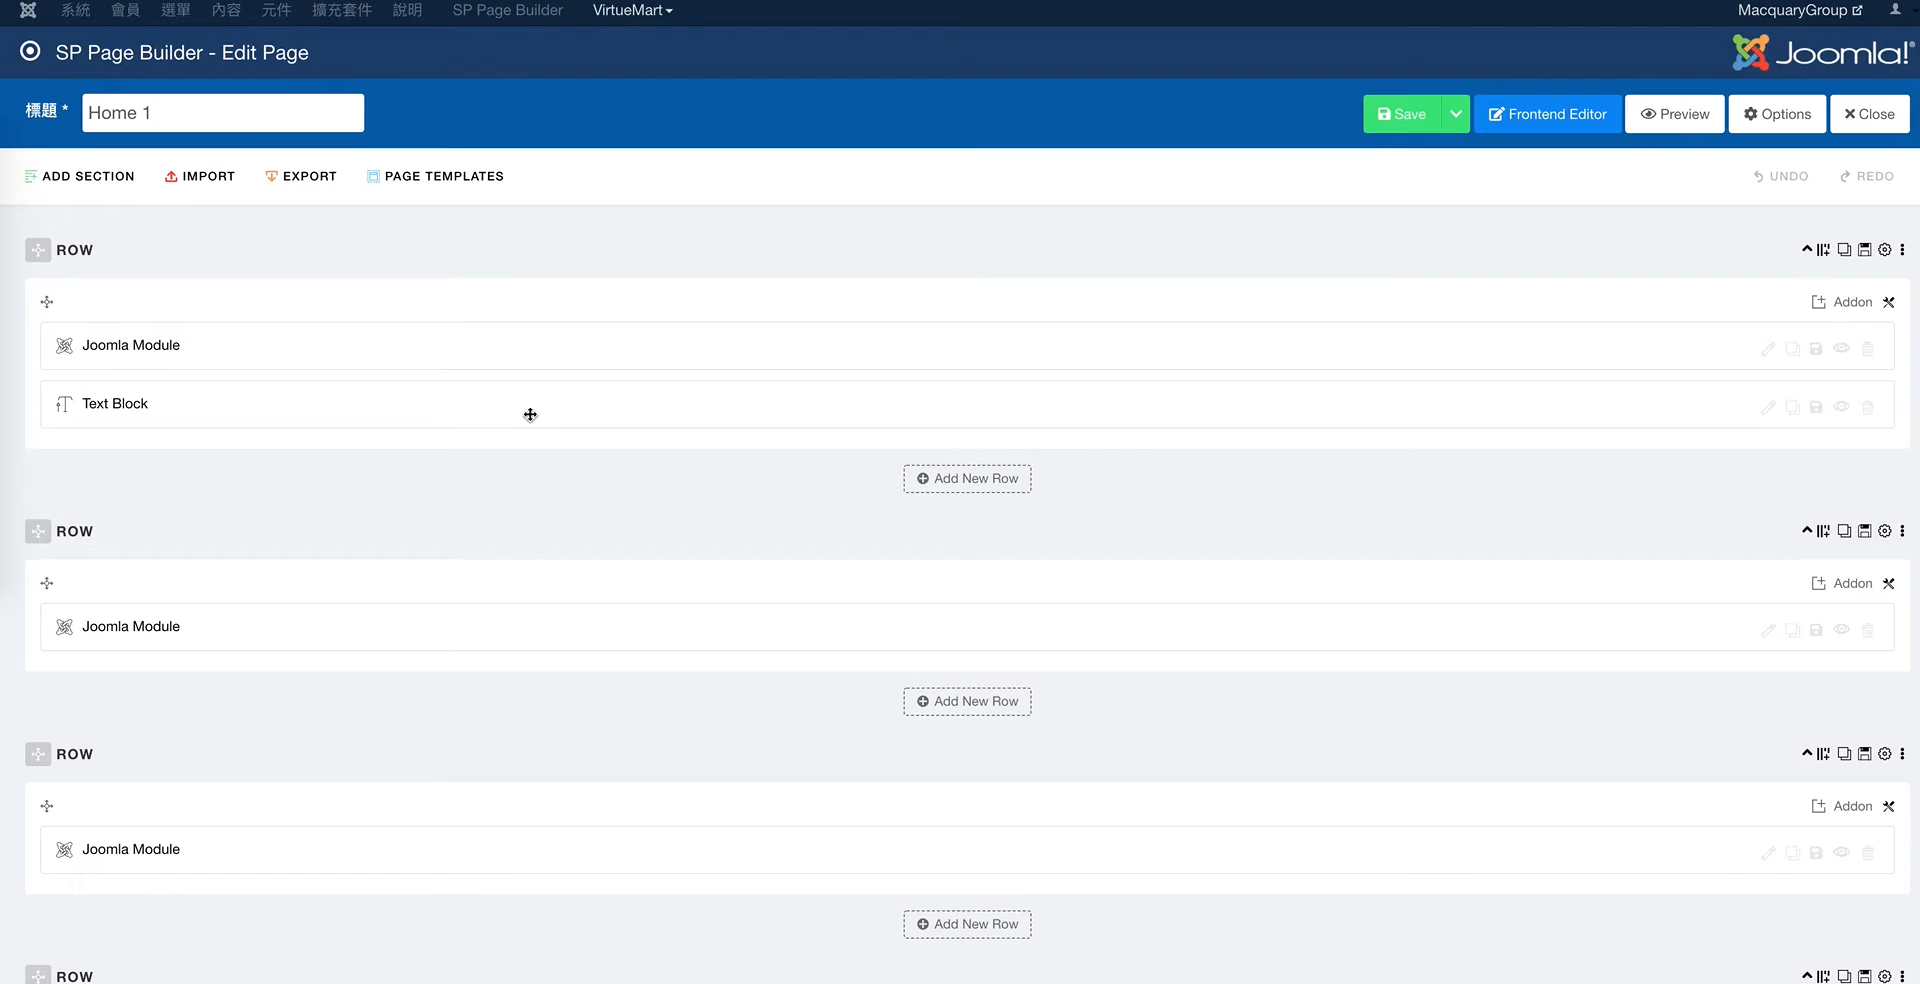 系統 會員 選單 內容 元件 擴充套件 說明 SP Page Builder VirtueMart MacquaryGroup
SP Page Builder - Edit Page Joomla!®
標題 * Home 1 Save Frontend Editor Preview Options Close
ADD SECTION IMPORT EXPORT PAGE TEMPLATES UNDO REDO
ROW
Addon
Joomla Module
Text Block
Add New Row
ROW
Addon
Joomla Module
Add New Row
ROW
Addon
Joomla Module
Add New Row
ROW